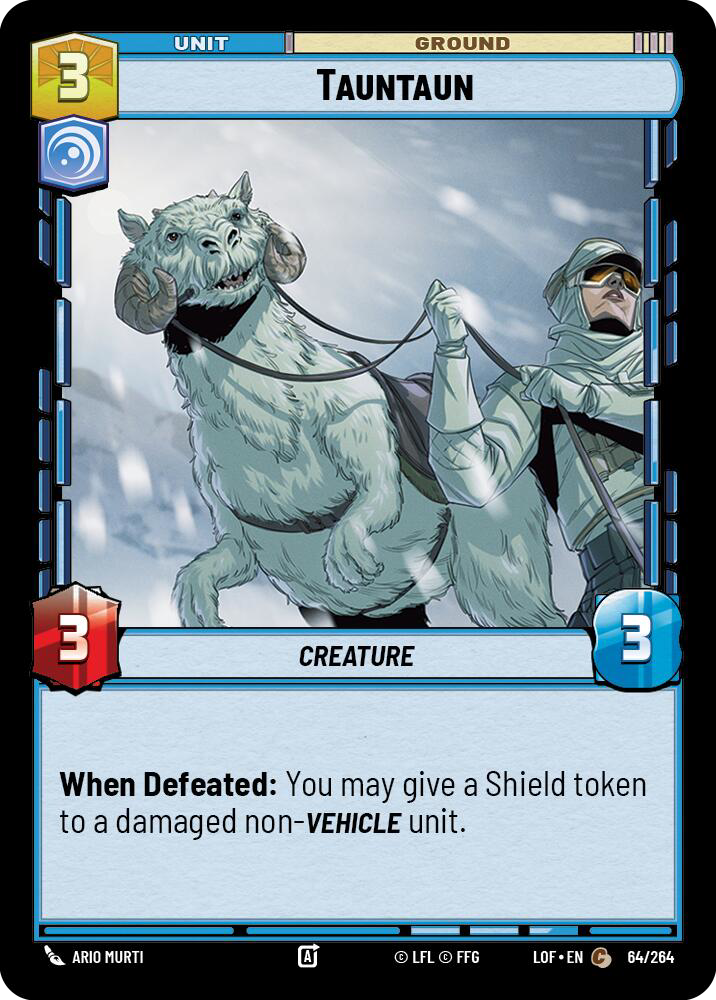 UNIT
GROUND
3
TAUNTAUN
3
CREATURE
3
When Defeated: You may give a Shield token
to a damaged non-VEHICLE unit.
ARIO MURTI
A
© LFL © FFG
LOF • EN
C
64/264